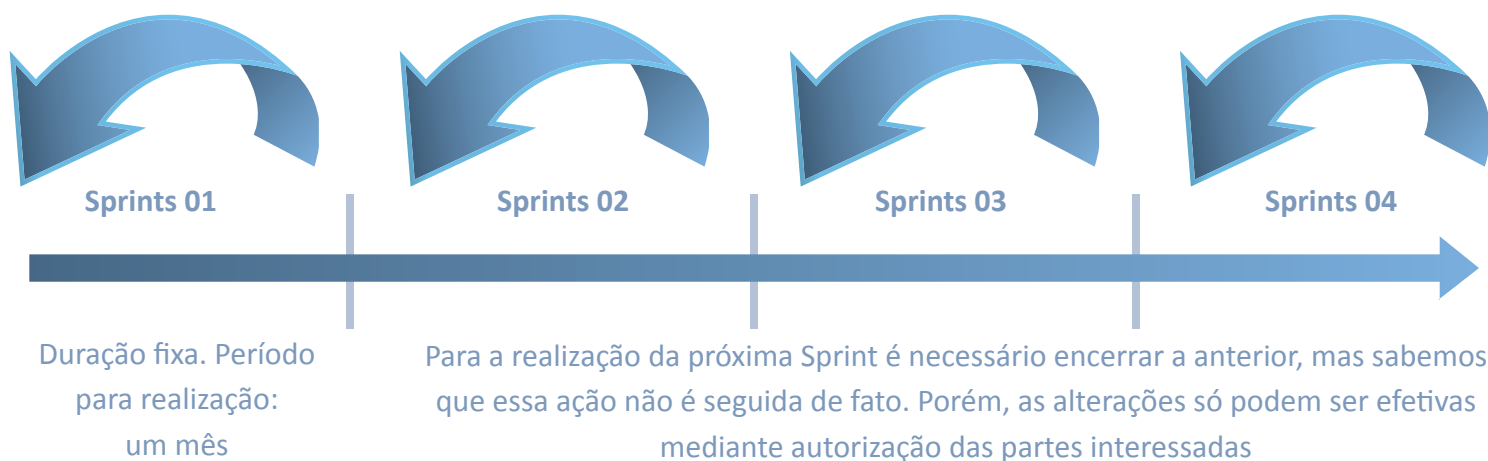 Sprints 01
Sprints 02
Sprints 03
Sprints 04
Duração fixa. Período
para realização:
um mês
Para a realização da próxima Sprint é necessário encerrar a anterior, mas sabemos
que essa ação não é seguida de fato. Porém, as alterações só podem ser efetivas
mediante autorização das partes interessadas